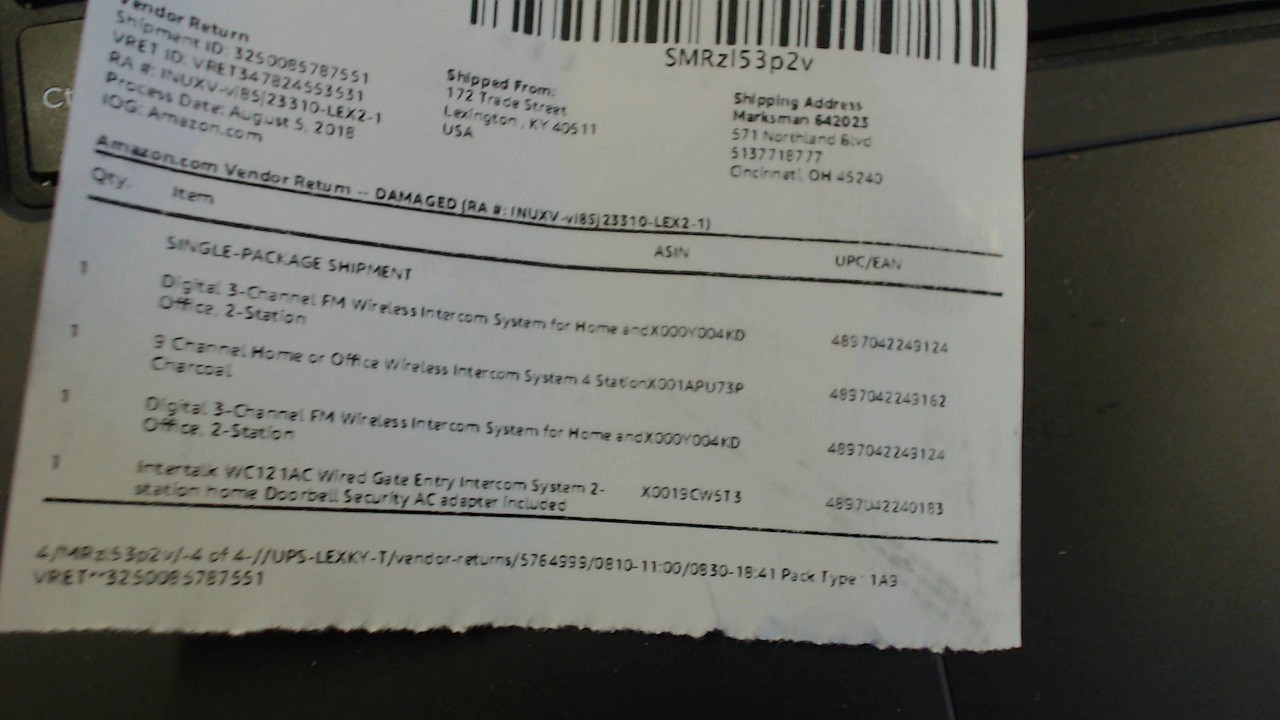 Ct
SMRzl53p2v
Vendor Return
Shipment ID: 3250085787551
VRET ID: VRET347824553531
RA #: INUXV-vl85j23310-LEX2-1
Process Date: August 5, 2018
IOG: Amazon.com
Shipped From:
172 Trade Street
Lexington, KY 40511
USA
Shipping Address
Marksman 642023
571 Northland Blvd
5137718777
Cincinnati, OH 45240
Amazon.com Vendor Return -- DAMAGED (RA #: INUXV-vl85j23310-LEX2-1)
Qty. Item ASIN UPC/EAN
SINGLE-PACKAGE SHIPMENT
1 Digital 3-Channel FM Wireless Intercom System for Home and X000Y004KD 4897042249124
Office, 2-Station
1 9 Channel Home or Office Wireless Intercom System 4 Station X001APU73P 4897042249162
Charcoal
1 Digital 3-Channel FM Wireless Intercom System for Home and X000Y004KD 4897042249124
Office, 2-Station
1 Intertalk WC121AC Wired Gate Entry Intercom System 2- X0019CW5T3 4897042240183
station home Doorbell Security AC adapter included
4/MRzl53p2v/-4 of 4-//UPS-LEXKY-T/vendor-returns/5764999/0810-11:00/0830-18:41 Pack Type : 1A9
VRET**3250085787551